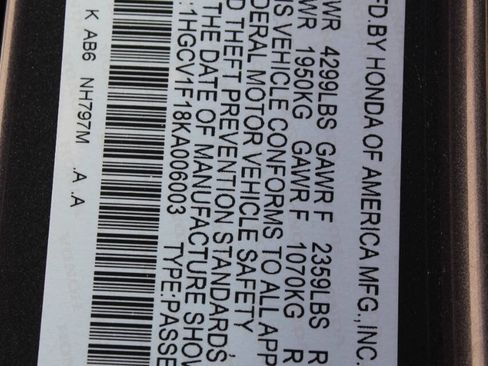 FD.BY HONDA OF AMERICA MFG.,INC.
WR 4299LBS GAWR F 2359LBS R
WR 1950KG GAWR F 1070KG R
IS VEHICLE CONFORMS TO ALL APP
DERAL MOTOR VEHICLE SAFETY
D THEFT PREVENTION STANDARDS
THE DATE OF MANUFACTURE SHOW
:1HGCV1F18KA006003 TYPE:PASSE
K AB6 NH797M A .A